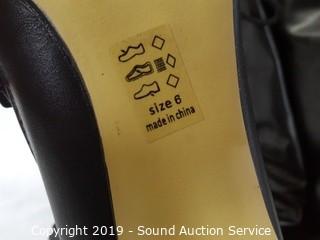 size 6
made in china
Copyright 2019 - Sound Auction Service